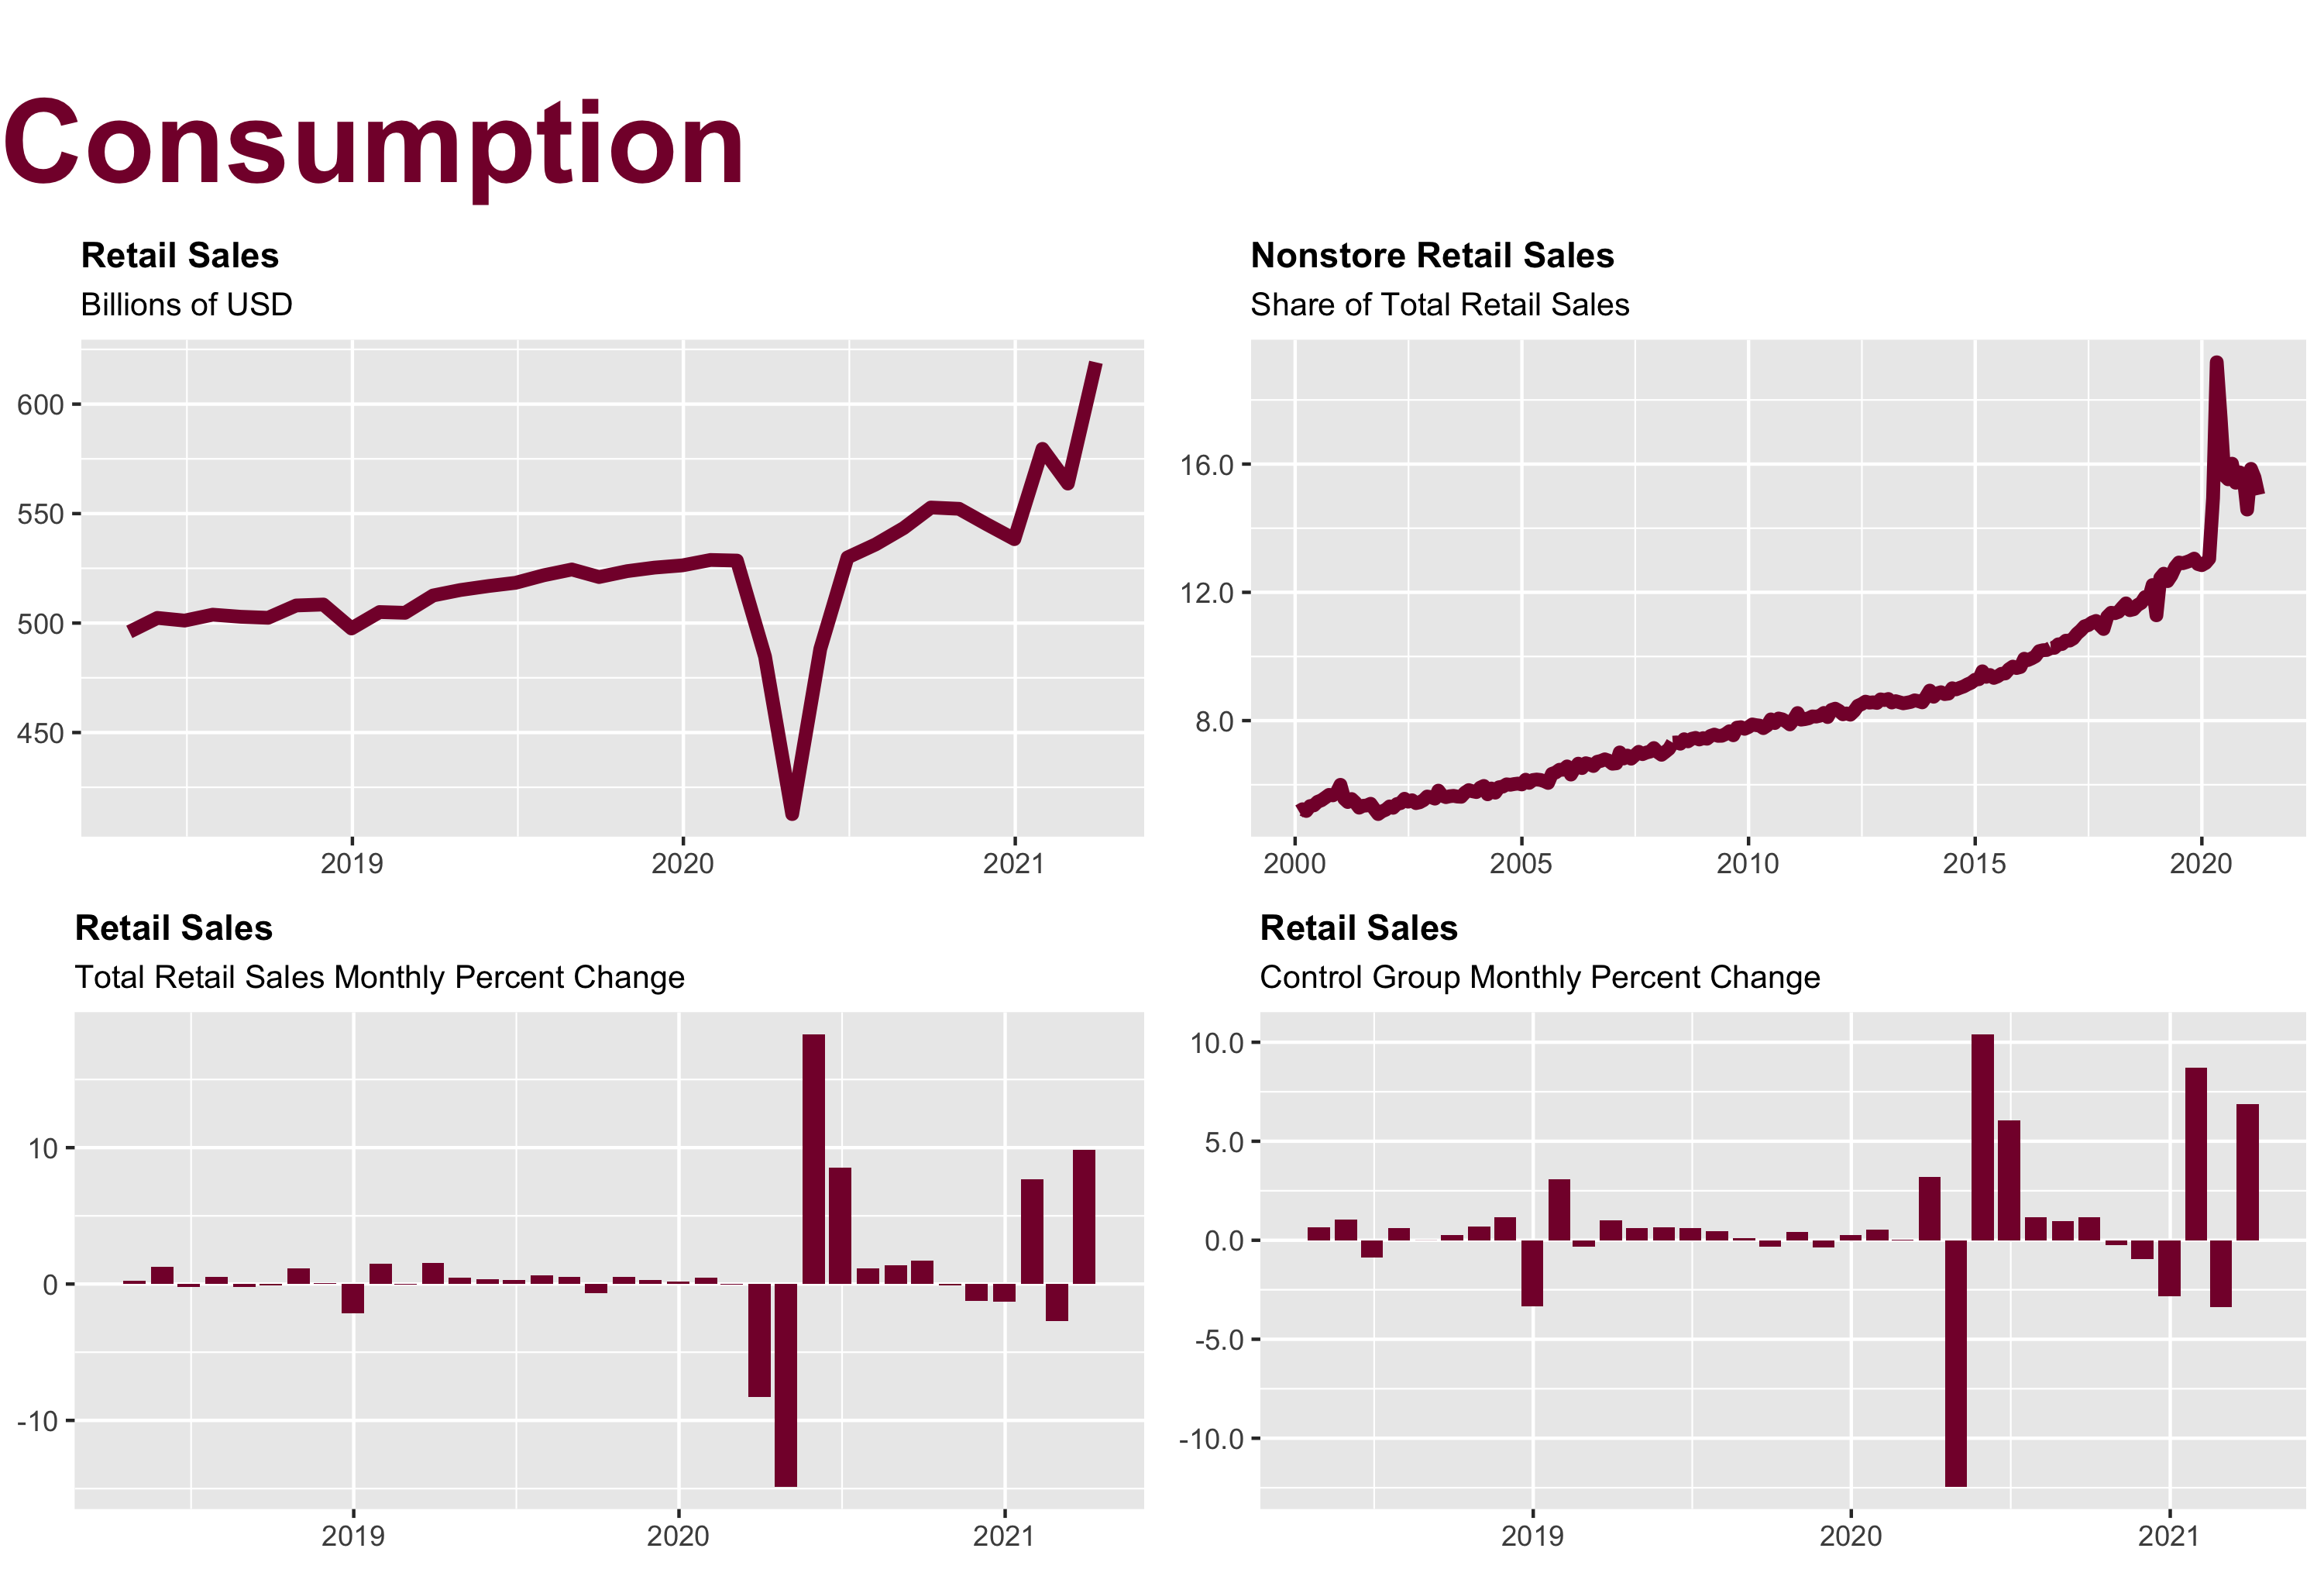 Consumption
Retail Sales
Billions of USD
600
550
500
450
2019 2020 2021
Nonstore Retail Sales
Share of Total Retail Sales
16.0
12.0
8.0
2000 2005 2010 2015 2020
Retail Sales
Total Retail Sales Monthly Percent Change
10
0
-10
2019 2020 2021
Retail Sales
Control Group Monthly Percent Change
10.0
5.0
0.0
-5.0
-10.0
2019 2020 2021